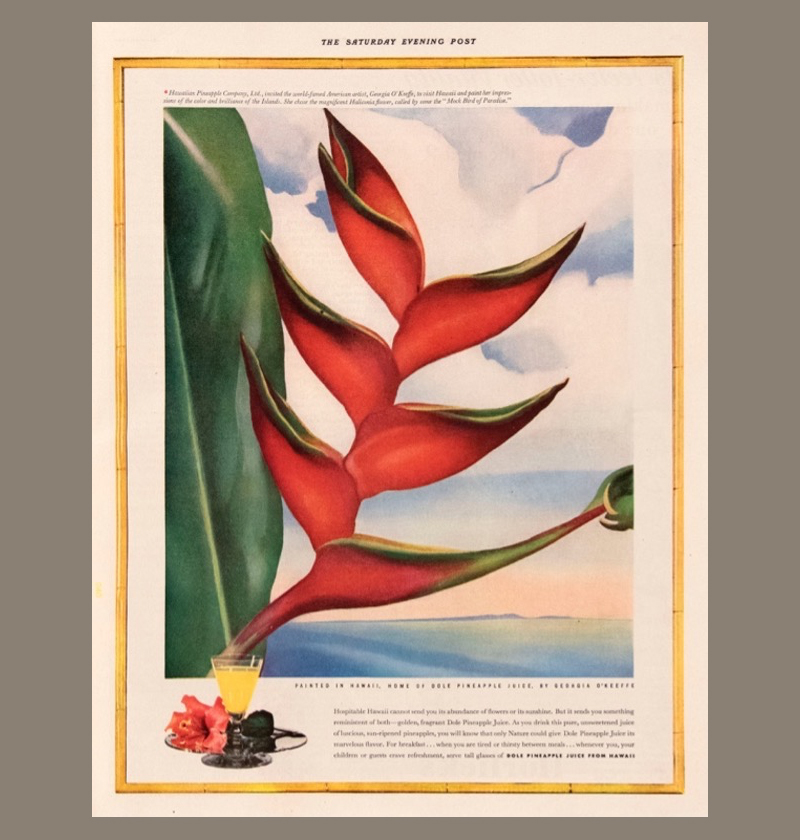 THE SATURDAY EVENING POST
*Hawaiian Pineapple Company, Ltd., invited the world-famed American artist, Georgia O'Keeffe, to visit Hawaii and paint her impres-
sions of the color and brilliance of the Islands. She chose the magnificent Heliconia flower, called by some the "Mock Bird of Paradise."
PAINTED IN HAWAII, HOME OF DOLE PINEAPPLE JUICE, BY GEORGIA O'KEEFFE
Hospitable Hawaii cannot send you its abundance of flowers or its sunshine. But it sends you something
reminiscent of both—golden, fragrant Dole Pineapple Juice. As you drink this pure, unsweetened juice
of luscious, sun-ripened pineapples, you will know that only Nature could give Dole Pineapple Juice its
marvelous flavor. For breakfast . . . when you are tired or thirsty between meals . . . whenever you, your
children or guests crave refreshment, serve tall glasses of DOLE PINEAPPLE JUICE FROM HAWAII